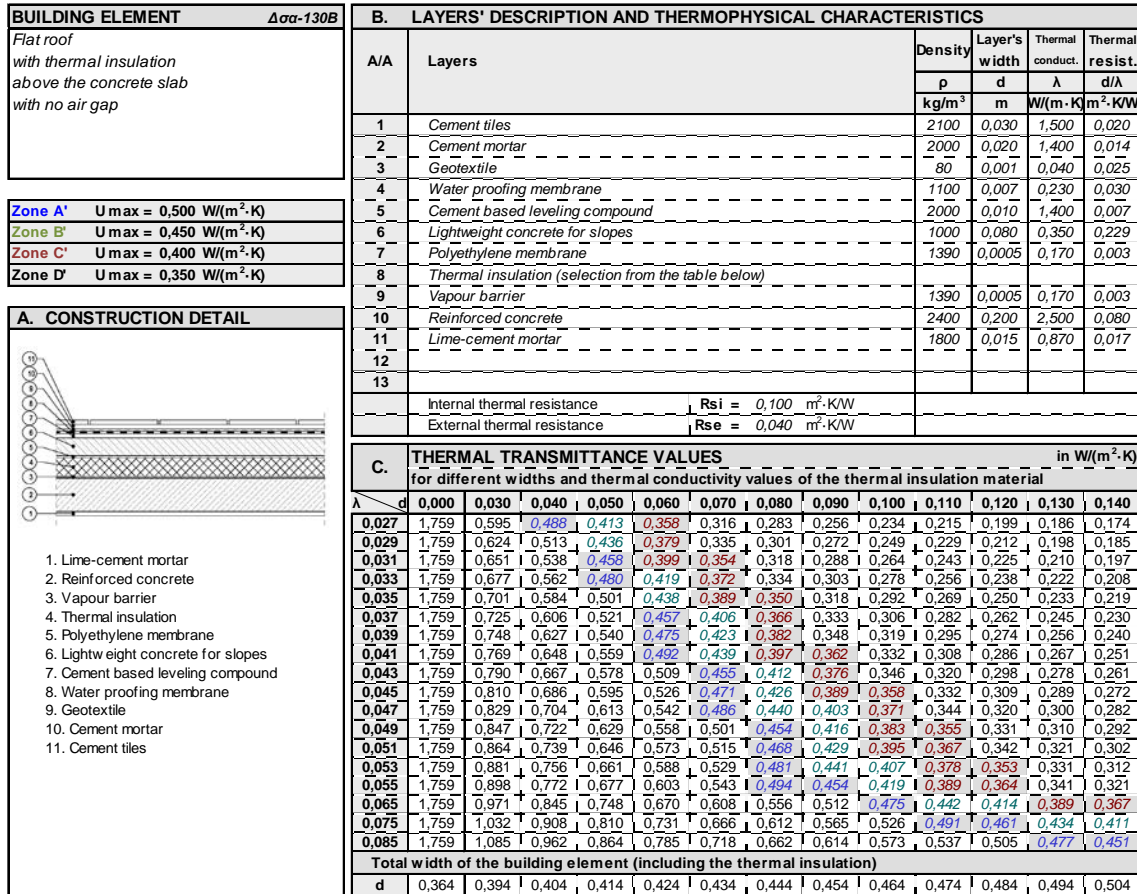 BUILDING ELEMENT Δσα-130B
Flat roof
with thermal insulation
above the concrete slab
with no air gap
Zone A' U max = 0,500 W/(m²·K)
Zone B' U max = 0,450 W/(m²·K)
Zone C' U max = 0,400 W/(m²·K)
Zone D' U max = 0,350 W/(m²·K)
A. CONSTRUCTION DETAIL
11
10
9
8
7
6
5
4
3
2
1
1. Lime-cement mortar
2. Reinforced concrete
3. Vapour barrier
4. Thermal insulation
5. Polyethylene membrane
6. Lightweight concrete for slopes
7. Cement based leveling compound
8. Water proofing membrane
9. Geotextile
10. Cement mortar
11. Cement tiles
B. LAYERS' DESCRIPTION AND THERMOPHYSICAL CHARACTERISTICS
A/A Layers Density Layer's width Thermal conduct. Thermal resist.
ρ d λ d/λ
kg/m³ m W/(m·K) m²·K/W
1 Cement tiles 2100 0,030 1,500 0,020
2 Cement mortar 2000 0,020 1,400 0,014
3 Geotextile 80 0,001 0,040 0,025
4 Water proofing membrane 1100 0,007 0,230 0,030
5 Cement based leveling compound 2000 0,010 1,400 0,007
6 Lightweight concrete for slopes 1000 0,080 0,350 0,229
7 Polyethylene membrane 1390 0,0005 0,170 0,003
8 Thermal insulation (selection from the table below)
9 Vapour barrier 1390 0,0005 0,170 0,003
10 Reinforced concrete 2400 0,200 2,500 0,080
11 Lime-cement mortar 1800 0,015 0,870 0,017
12
13
Internal thermal resistance Rsi = 0,100 m²·K/W
External thermal resistance Rse = 0,040 m²·K/W
C. THERMAL TRANSMITTANCE VALUES in W/(m²·K)
for different widths and thermal conductivity values of the thermal insulation material
λ d 0,000 0,030 0,040 0,050 0,060 0,070 0,080 0,090 0,100 0,110 0,120 0,130 0,140
0,027 1,759 0,595 0,488 0,413 0,358 0,316 0,283 0,256 0,234 0,215 0,199 0,186 0,174
0,029 1,759 0,624 0,513 0,436 0,379 0,335 0,301 0,272 0,249 0,229 0,212 0,198 0,185
0,031 1,759 0,651 0,538 0,458 0,399 0,354 0,318 0,288 0,264 0,243 0,225 0,210 0,197
0,033 1,759 0,677 0,562 0,480 0,419 0,372 0,334 0,303 0,278 0,256 0,238 0,222 0,208
0,035 1,759 0,701 0,584 0,501 0,438 0,389 0,350 0,318 0,292 0,269 0,250 0,233 0,219
0,037 1,759 0,725 0,606 0,521 0,457 0,406 0,366 0,333 0,306 0,282 0,262 0,245 0,230
0,039 1,759 0,748 0,627 0,540 0,475 0,423 0,382 0,348 0,319 0,295 0,274 0,256 0,240
0,041 1,759 0,769 0,648 0,559 0,492 0,439 0,397 0,362 0,332 0,308 0,286 0,267 0,251
0,043 1,759 0,790 0,667 0,578 0,509 0,455 0,412 0,376 0,346 0,320 0,298 0,278 0,261
0,045 1,759 0,810 0,686 0,595 0,526 0,471 0,426 0,389 0,358 0,332 0,309 0,289 0,272
0,047 1,759 0,829 0,704 0,613 0,542 0,486 0,440 0,403 0,371 0,344 0,320 0,300 0,282
0,049 1,759 0,847 0,722 0,629 0,558 0,501 0,454 0,416 0,383 0,355 0,331 0,310 0,292
0,051 1,759 0,864 0,739 0,646 0,573 0,515 0,468 0,429 0,395 0,367 0,342 0,321 0,302
0,053 1,759 0,881 0,756 0,661 0,588 0,529 0,481 0,441 0,407 0,378 0,353 0,331 0,312
0,055 1,759 0,898 0,772 0,677 0,603 0,543 0,494 0,454 0,419 0,389 0,364 0,341 0,321
0,065 1,759 0,971 0,845 0,748 0,670 0,608 0,556 0,512 0,475 0,442 0,414 0,389 0,367
0,075 1,759 1,032 0,908 0,810 0,731 0,666 0,612 0,565 0,526 0,491 0,461 0,434 0,411
0,085 1,759 1,085 0,962 0,864 0,785 0,718 0,662 0,614 0,573 0,537 0,505 0,477 0,451
Total width of the building element (including the thermal insulation)
d 0,364 0,394 0,404 0,414 0,424 0,434 0,444 0,454 0,464 0,474 0,484 0,494 0,504